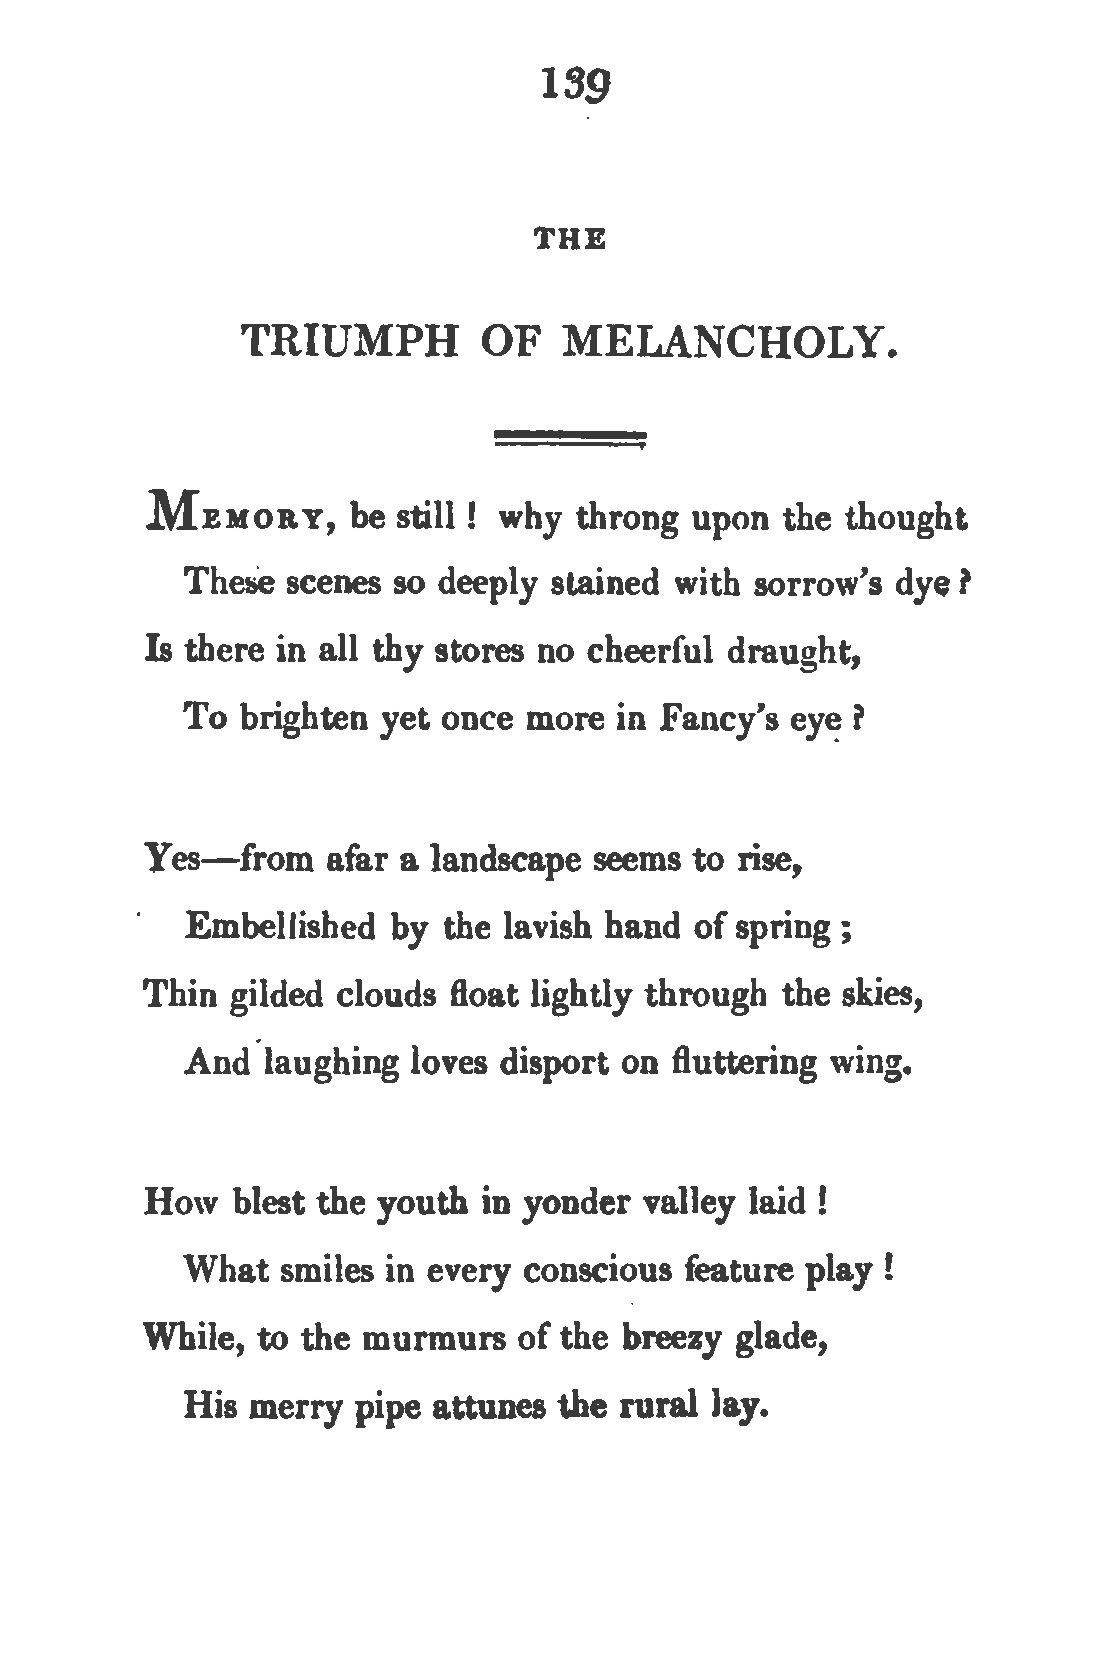 139
THE
TRIUMPH OF MELANCHOLY.
MEMORY, be still ! why throng upon the thought
These scenes so deeply stained with sorrow's dye ?
Is there in all thy stores no cheerful draught,
To brighten yet once more in Fancy's eye ?
Yes—from afar a landscape seems to rise,
Embellished by the lavish hand of spring ;
Thin gilded clouds float lightly through the skies,
And laughing loves disport on fluttering wing.
How blest the youth in yonder valley laid !
What smiles in every conscious feature play !
While, to the murmurs of the breezy glade,
His merry pipe attunes the rural lay.